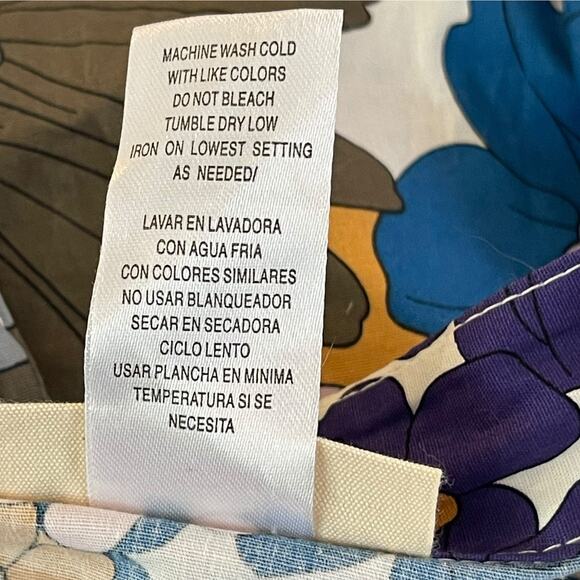 MACHINE WASH COLD
WITH LIKE COLORS
DO NOT BLEACH
TUMBLE DRY LOW
IRON ON LOWEST SETTING
AS NEEDED/
LAVAR EN LAVADORA
CON AGUA FRIA
CON COLORES SIMILARES
NO USAR BLANQUEADOR
SECAR EN SECADORA
CICLO LENTO
USAR PLANCHA EN MINIMA
TEMPERATURA SI SE
NECESITA